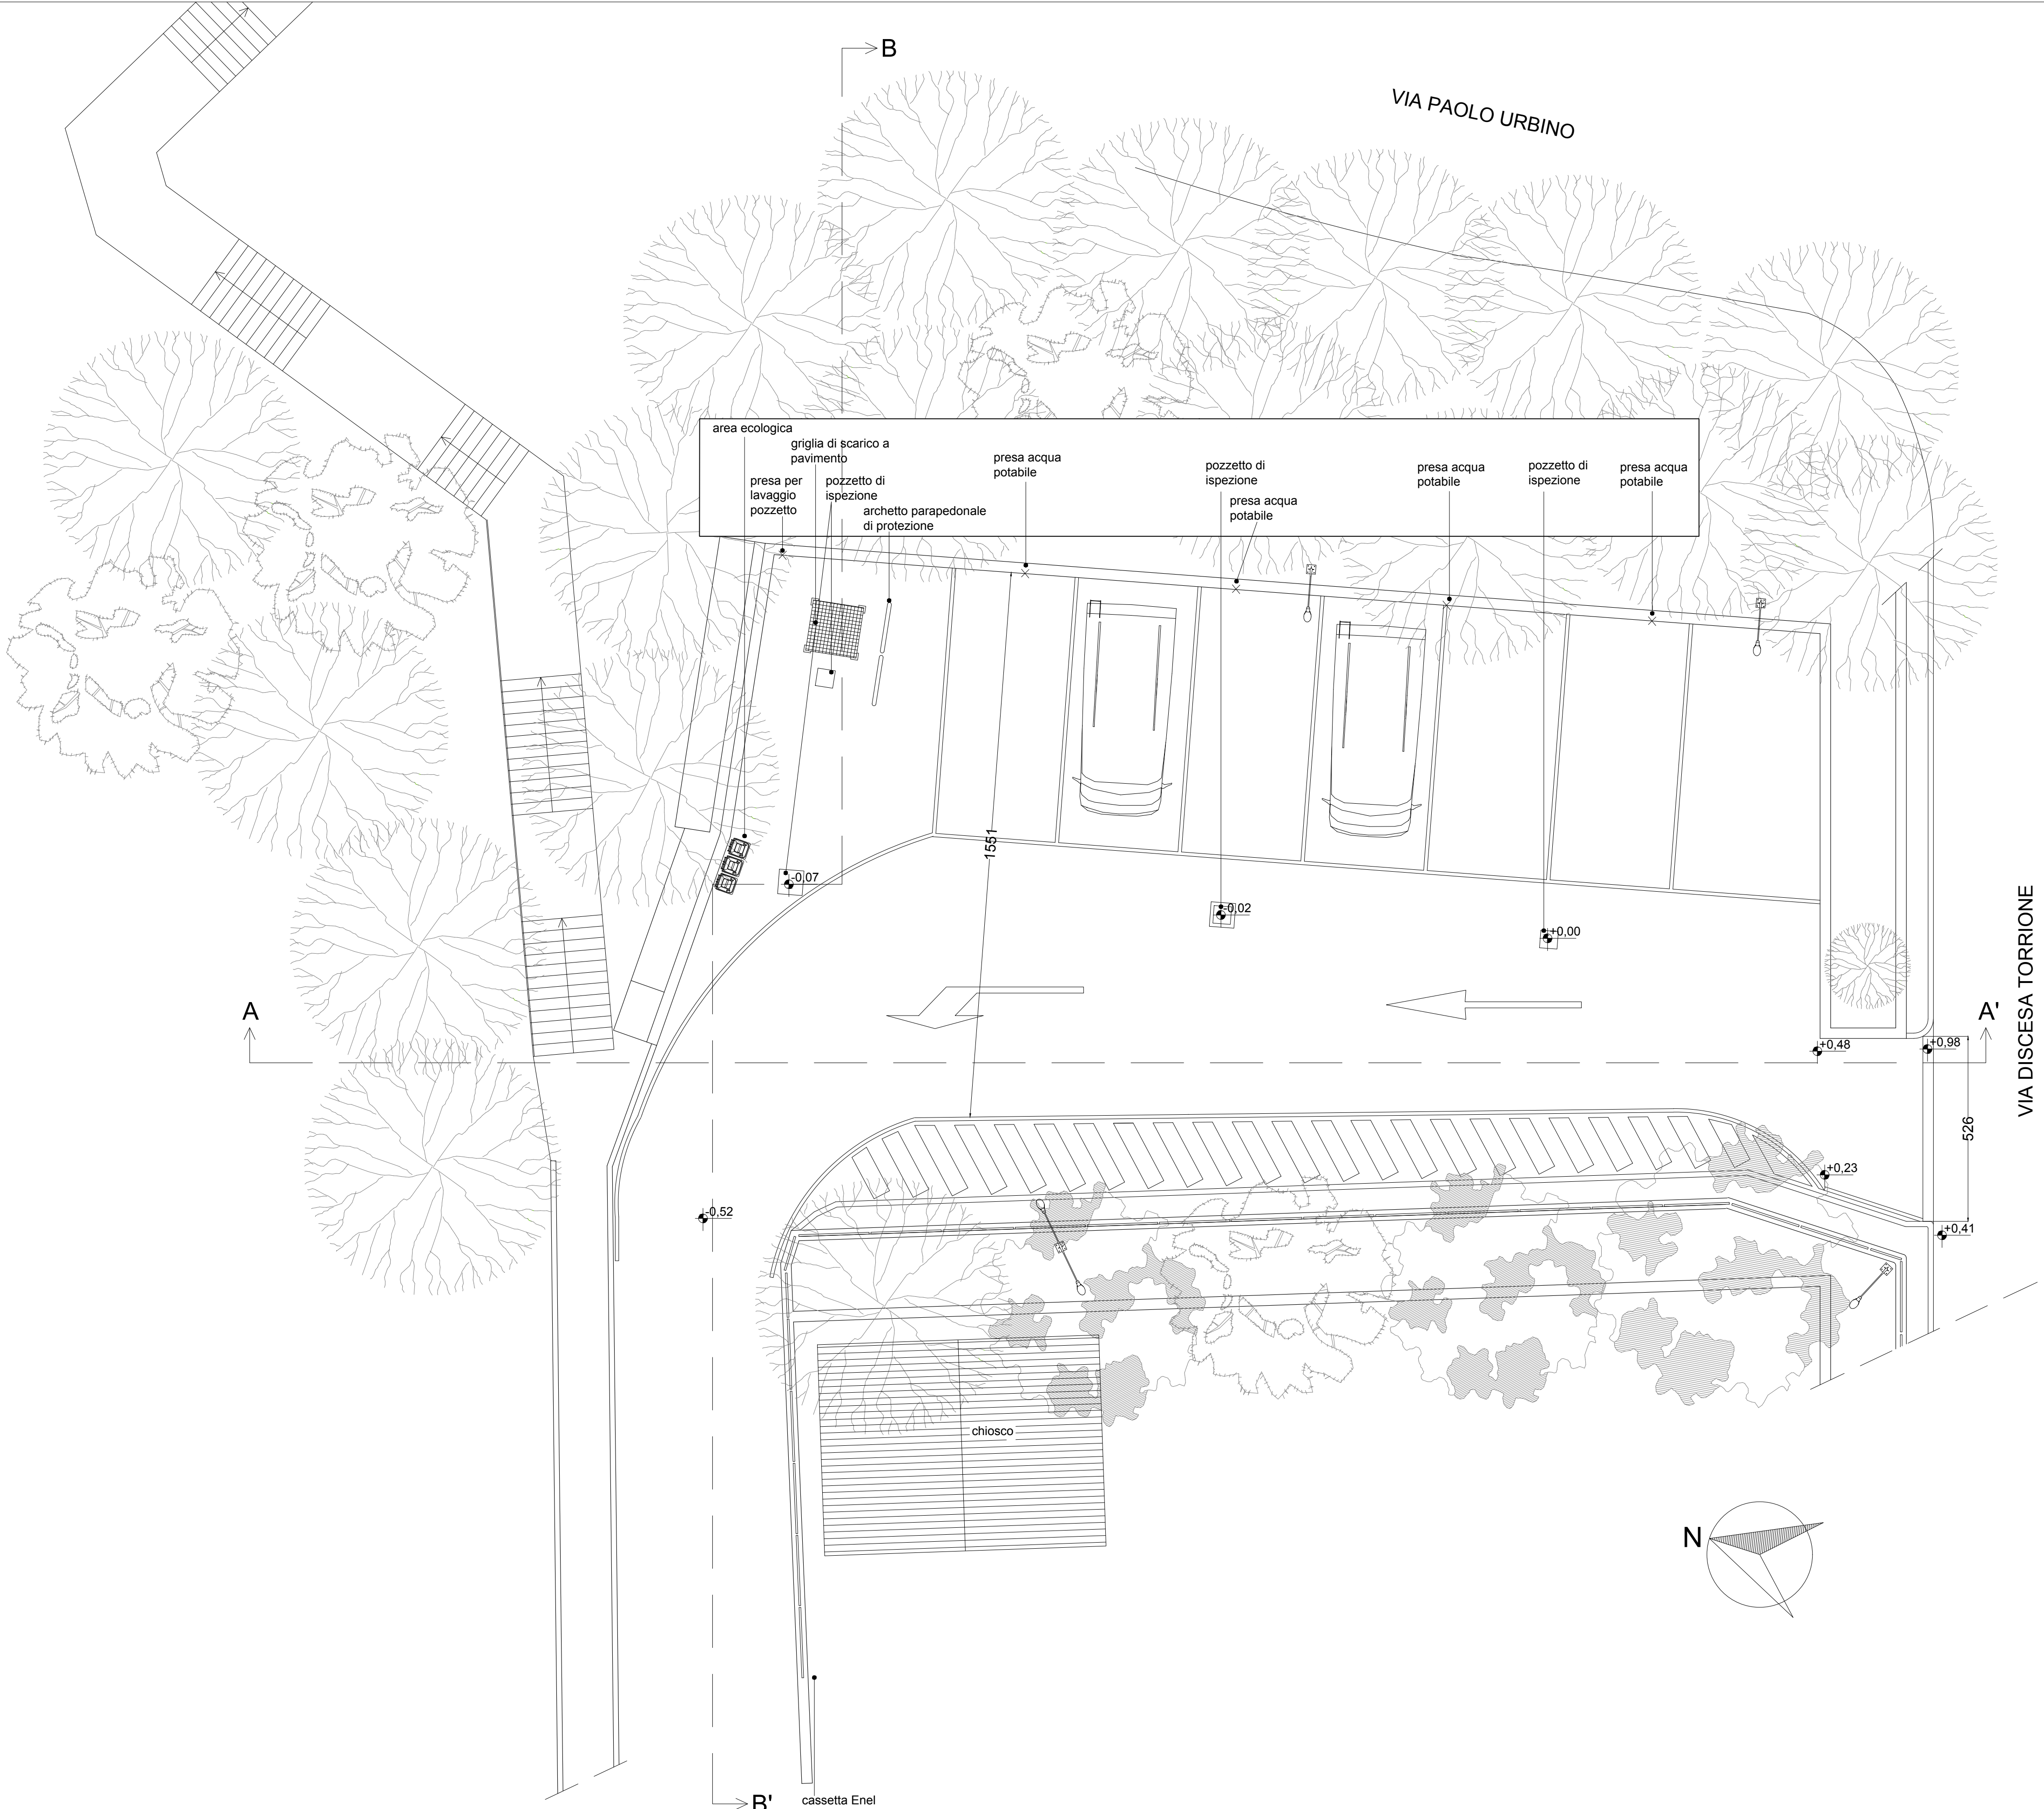 B
VIA PAOLO URBINO
area ecologica
griglia di scarico a
pavimento
presa per
lavaggio
pozzetto
pozzetto di
ispezione
archetto parapedonale
di protezione
presa acqua
potabile
pozzetto di
ispezione
presa acqua
potabile
presa acqua
potabile
pozzetto di
ispezione
presa acqua
potabile
1551
-0,07
-0,02
+0,00
VIA DISCESA TORRIONE
A
A'
+0,48
+0,98
526
+0,23
-0,52
+0,41
chiosco
N
B'
cassetta Enel